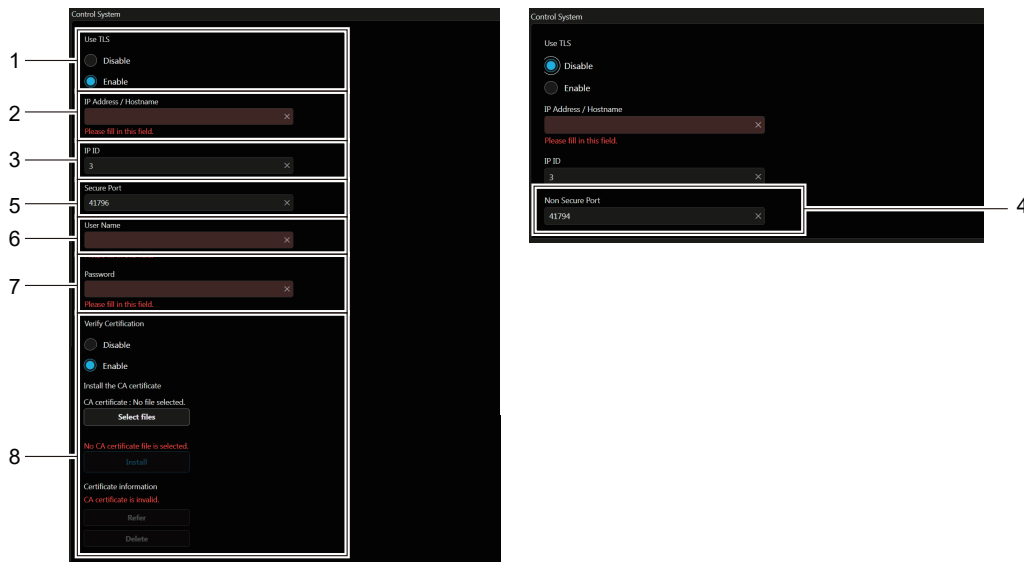 Control System
1
Use TLS
Disable
Enable
2
IP Address / Hostname
×
Please fill in this field.
3
IP ID
3 ×
5
Secure Port
41796 ×
6
User Name
×
7
Password
×
Please fill in this field.
8
Verify Certification
Disable
Enable
Install the CA certificate
CA certificate : No file selected.
Select files
No CA certificate file is selected.
Install
Certificate information
CA certificate is invalid.
Refer
Delete
Control System
Use TLS
Disable
Enable
IP Address / Hostname
×
Please fill in this field.
IP ID
3 ×
Non Secure Port
41794 ×
4